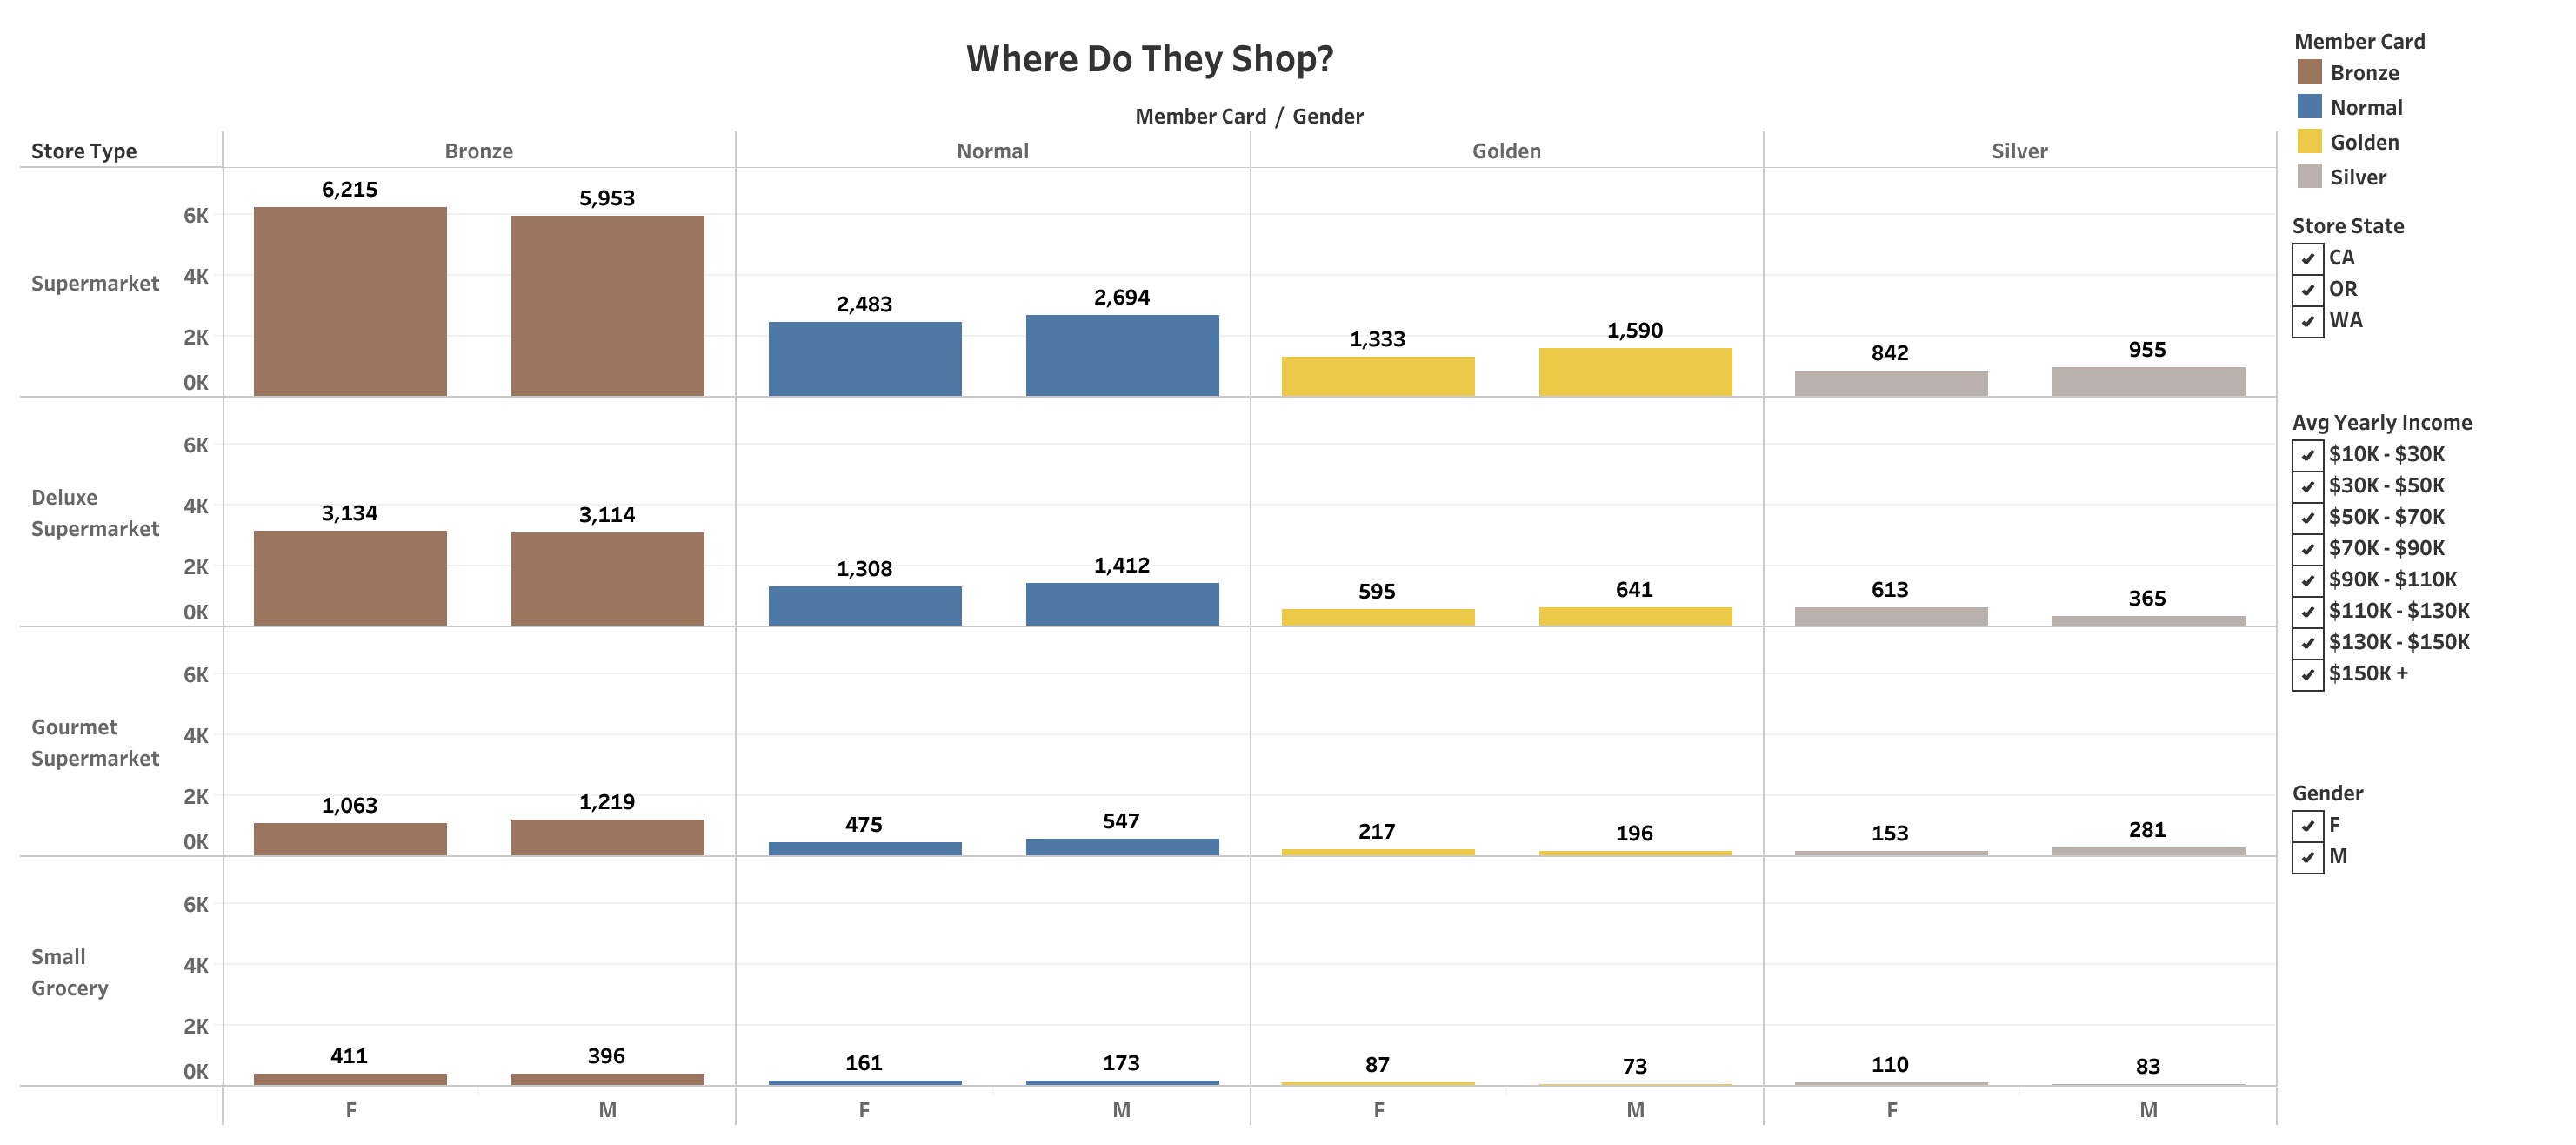 Where Do They Shop?
Member Card / Gender
Store Type
Bronze
Normal
Golden
Silver
Supermarket
6K
4K
2K
0K
6,215
5,953
2,483
2,694
1,333
1,590
842
955
Deluxe
Supermarket
6K
4K
2K
0K
3,134
3,114
1,308
1,412
595
641
613
365
Gourmet
Supermarket
6K
4K
2K
0K
1,063
1,219
475
547
217
196
153
281
Small
Grocery
6K
4K
2K
0K
411
396
161
173
87
73
110
83
F
M
F
M
F
M
F
M
Member Card
Bronze
Normal
Golden
Silver
Store State
CA
OR
WA
Avg Yearly Income
$10K - $30K
$30K - $50K
$50K - $70K
$70K - $90K
$90K - $110K
$110K - $130K
$130K - $150K
$150K +
Gender
F
M